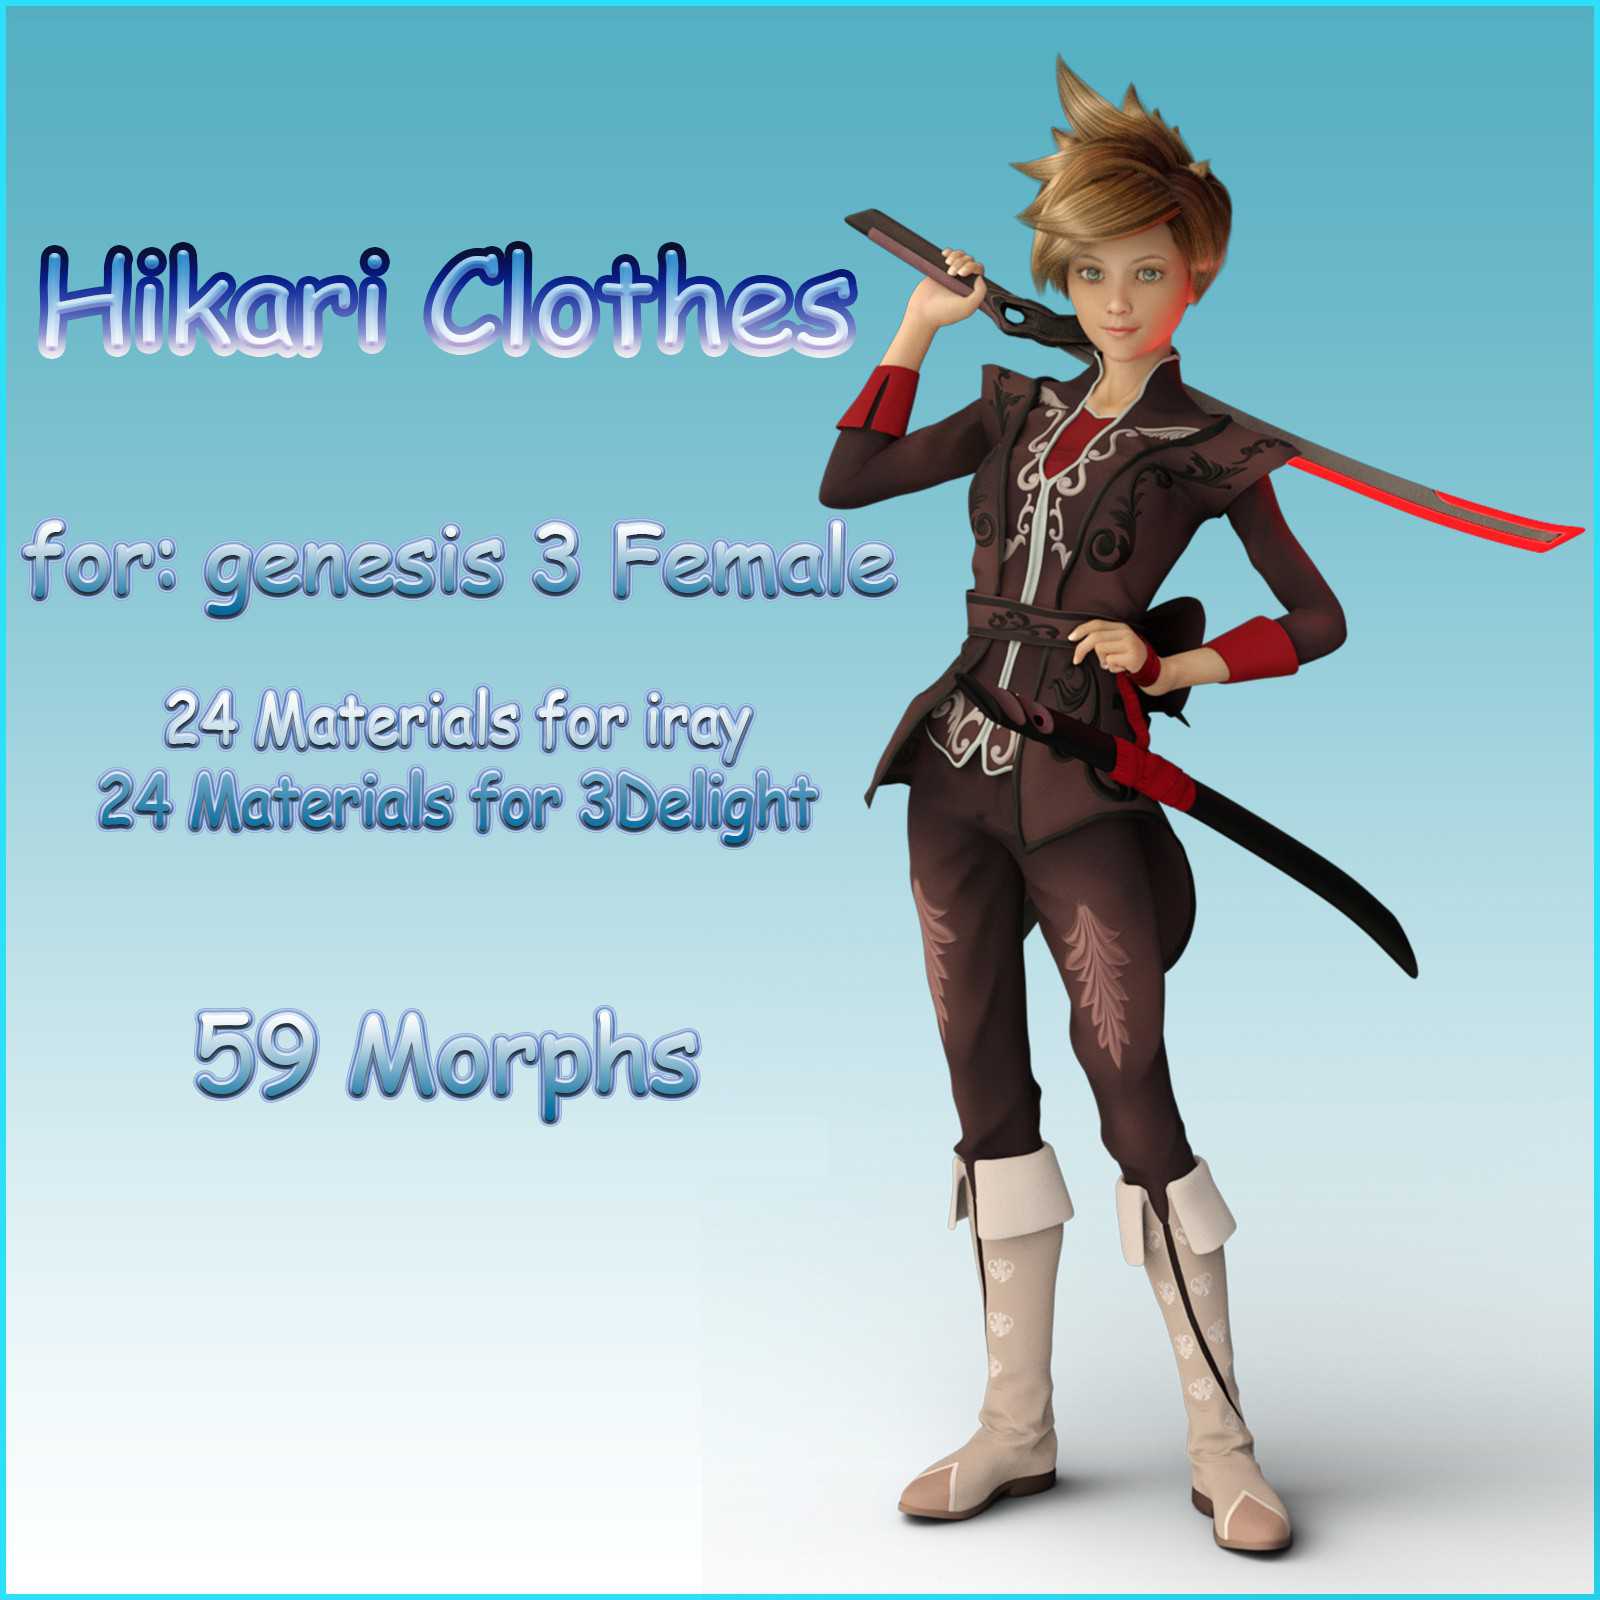 Hikari Clothes
for: genesis 3 Female
24 Materials for iray
24 Materials for 3Delight
59 Morphs